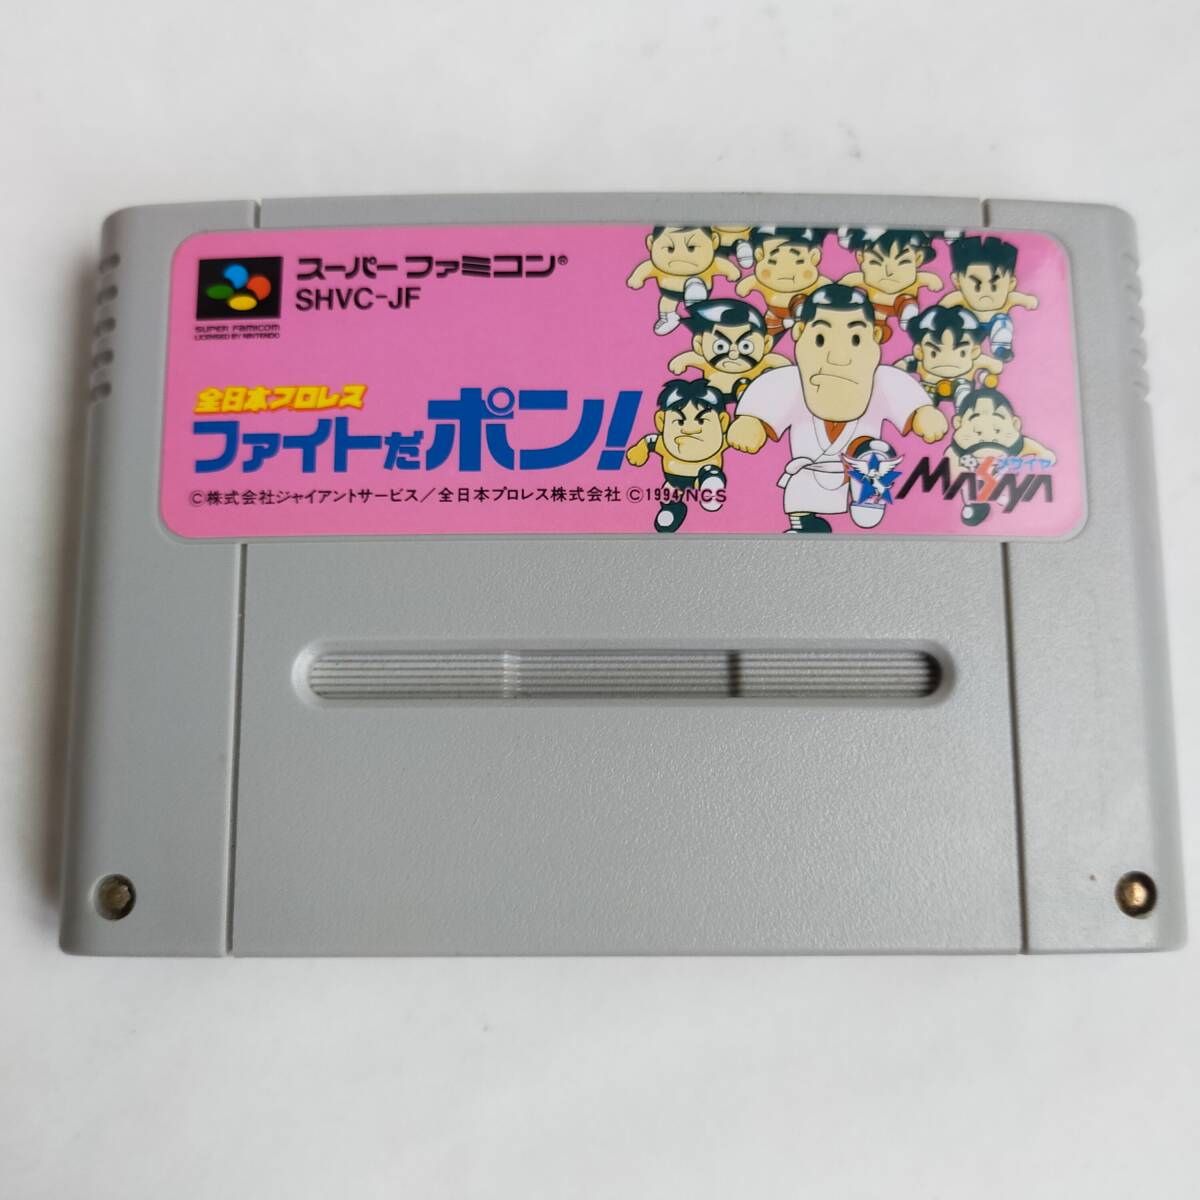 スーパーファミコン®
SHVC-JF
SUPER FAMICOM
LICENSED BY NINTENDO
全日本プロレス
ファイトだポン!
メサイヤ
MASAYA
©株式会社ジャイアントサービス/全日本プロレス株式会社©1994 NCS